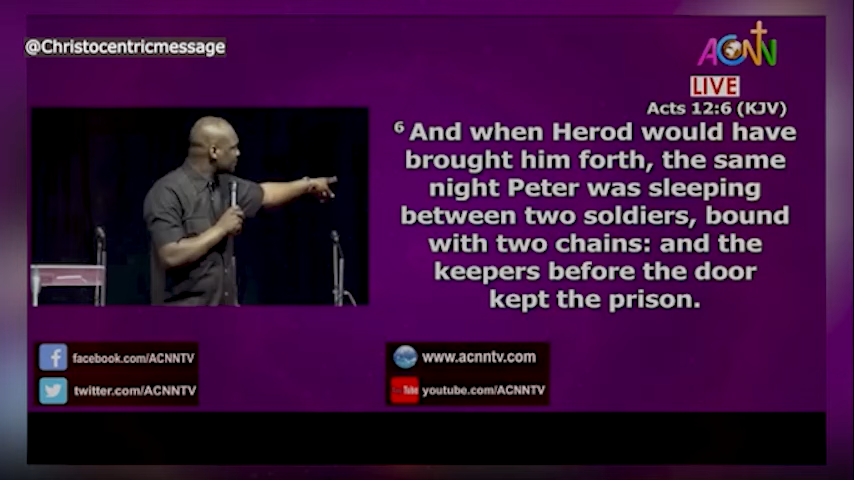 @Christocentricmessage
ACNN
LIVE
Acts 12:6 (KJV)
6 And when Herod would have
brought him forth, the same
night Peter was sleeping
between two soldiers, bound
with two chains: and the
keepers before the door
kept the prison.
facebook.com/ACNNTV
www.acnntv.com
twitter.com/ACNNTV
YouTube
youtube.com/ACNNTV